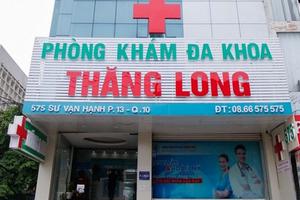 PHÒNG KHÁM ĐA KHOA
THĂNG LONG
575 SƯ VẠN HẠNH P.13 - Q.10
ĐT: 08.66 575 575